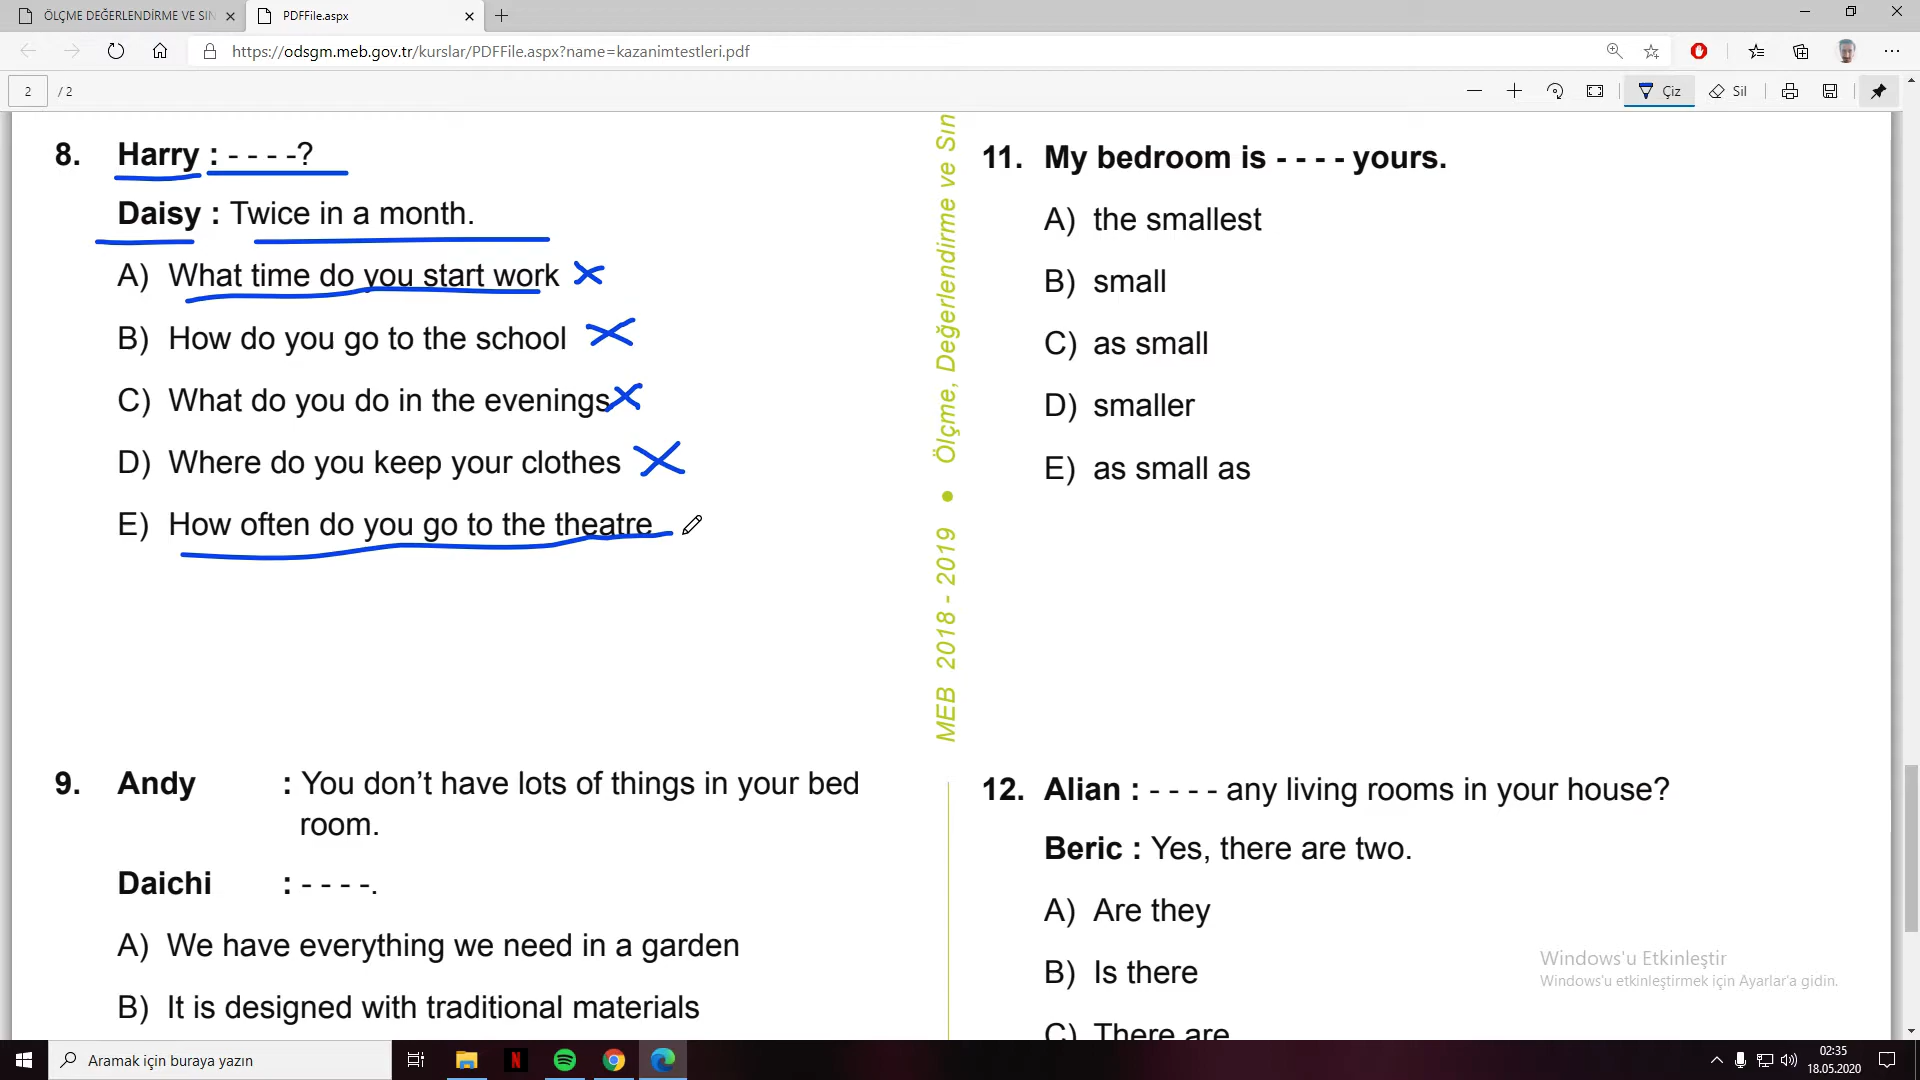 ÖLÇME DEĞERLENDİRME VE SIN
PDFFile.aspx
https://odsgm.meb.gov.tr/kurslar/PDFFile.aspx?name=kazanimtestleri.pdf
2 / 2
Çiz
Sil
8. Harry : - - - -?
Daisy : Twice in a month.
A) What time do you start work
B) How do you go to the school
C) What do you do in the evenings
D) Where do you keep your clothes
E) How often do you go to the theatre
9. Andy : You don't have lots of things in your bed
room.
Daichi : - - - -.
A) We have everything we need in a garden
B) It is designed with traditional materials
MEB 2018 - 2019 • Ölçme, Değerlendirme ve Sın
11. My bedroom is - - - - yours.
A) the smallest
B) small
C) as small
D) smaller
E) as small as
12. Alian : - - - - any living rooms in your house?
Beric : Yes, there are two.
A) Are they
B) Is there
C) There are
Windows'u Etkinleştir
Windows'u etkinleştirmek için Ayarlar'a gidin.
Aramak için buraya yazın
02:35
18.05.2020